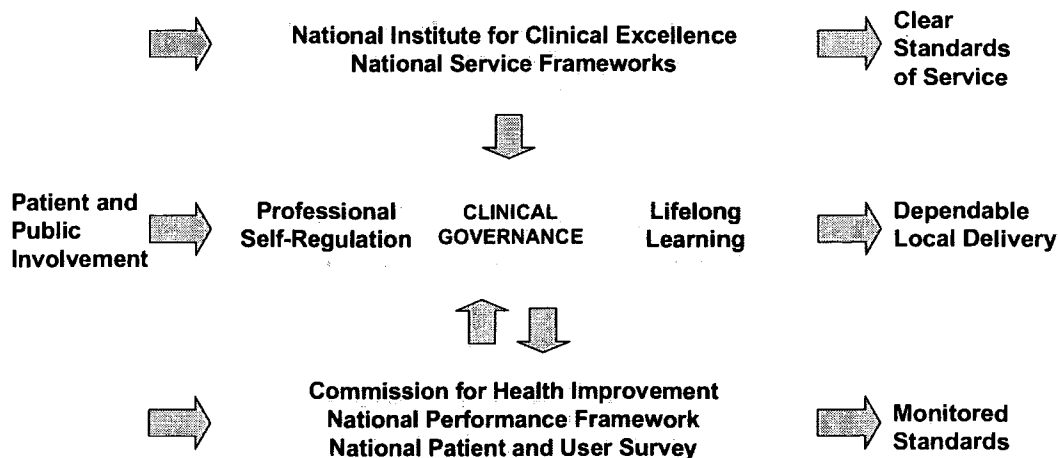 National Institute for Clinical Excellence
National Service Frameworks
Clear
Standards
of Service
Patient and
Public
Involvement
Professional
Self-Regulation
CLINICAL
GOVERNANCE
Lifelong
Learning
Dependable
Local Delivery
Commission for Health Improvement
National Performance Framework
National Patient and User Survey
Monitored
Standards